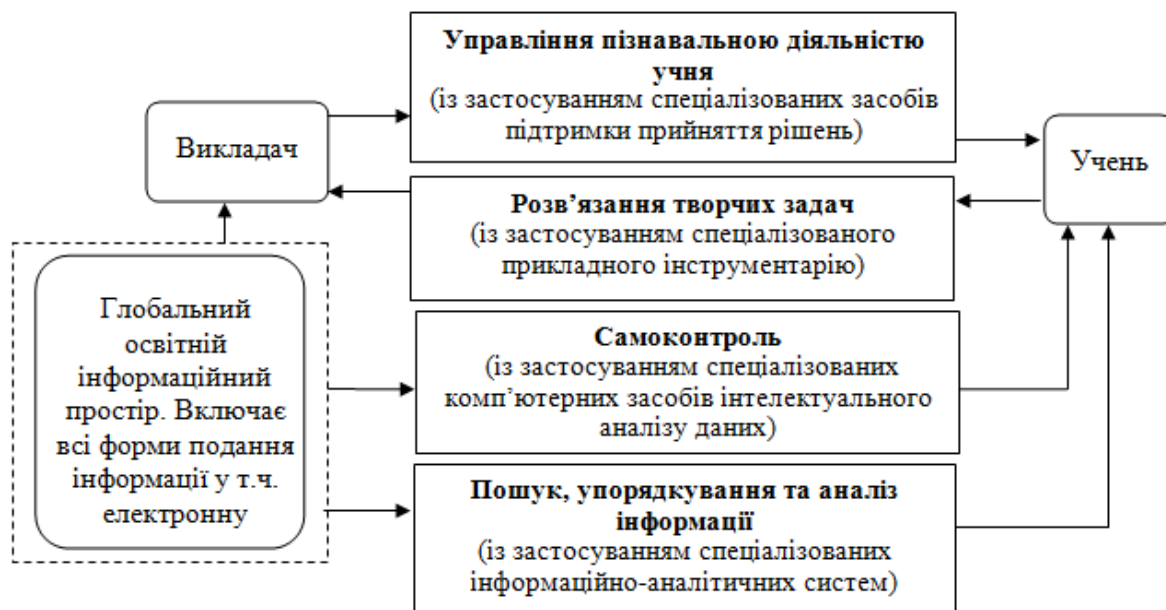 Управління пізнавальною діяльністю
учня
(із застосуванням спеціалізованих засобів
підтримки прийняття рішень)
Викладач
Учень
Розв’язання творчих задач
(із застосуванням спеціалізованого
прикладного інструментарію)
Глобальний
освітній
інформаційний
простір. Включає
всі форми подання
інформації у т.ч.
електронну
Самоконтроль
(із застосуванням спеціалізованих
комп’ютерних засобів інтелектуального
аналізу даних)
Пошук, упорядкування та аналіз
інформації
(із застосуванням спеціалізованих
інформаційно-аналітичних систем)